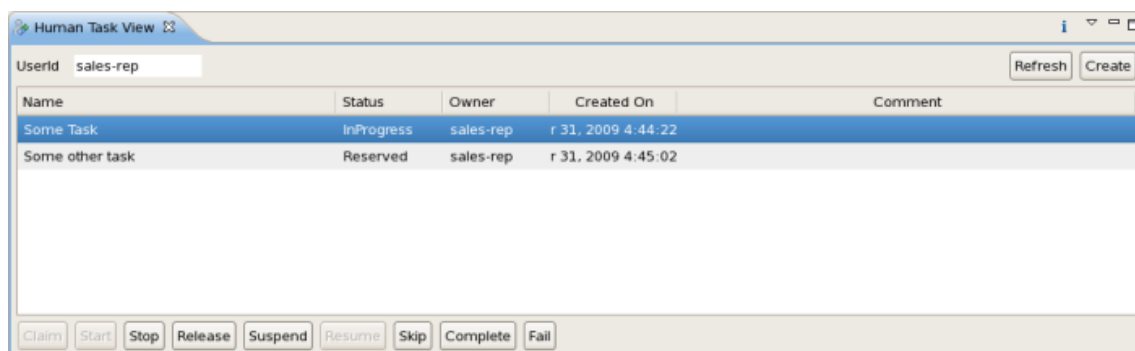 Human Task View
UserId sales-rep Refresh Create
Name Status Owner Created On Comment
Some Task InProgress sales-rep r 31, 2009 4:44:22
Some other task Reserved sales-rep r 31, 2009 4:45:02
Claim Start Stop Release Suspend Resume Skip Complete Fail